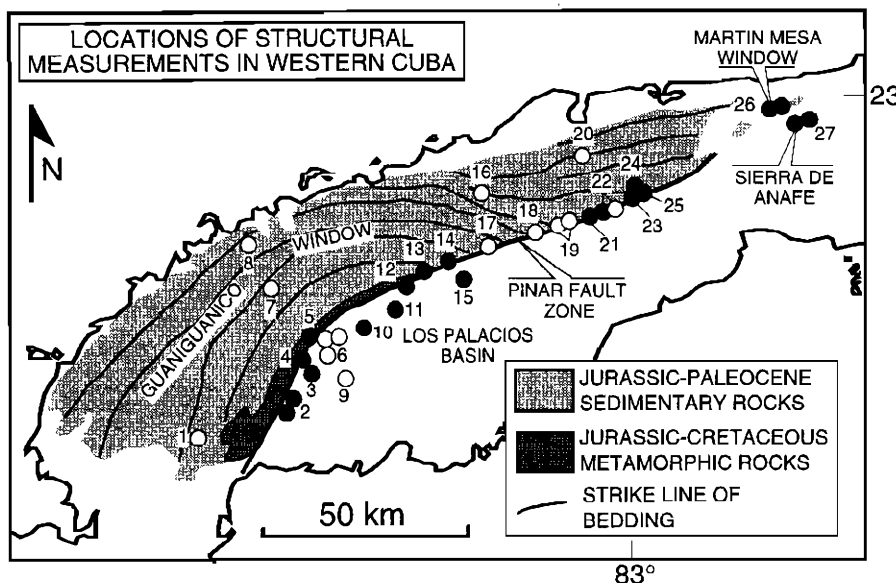 LOCATIONS OF STRUCTURAL
MEASUREMENTS IN WESTERN CUBA
MARTIN MESA
WINDOW
23
N
26
27
20
SIERRA DE
ANAFE
16
24
22
25
18
23
17
19
21
8
WINDOW
14
13
12
15
PINAR FAULT
ZONE
7
11
GUANIGUANICO
5
10
LOS PALACIOS
BASIN
4
6
3
9
2
1
JURASSIC-PALEOCENE
SEDIMENTARY ROCKS
JURASSIC-CRETACEOUS
METAMORPHIC ROCKS
STRIKE LINE OF
BEDDING
50 km
83°